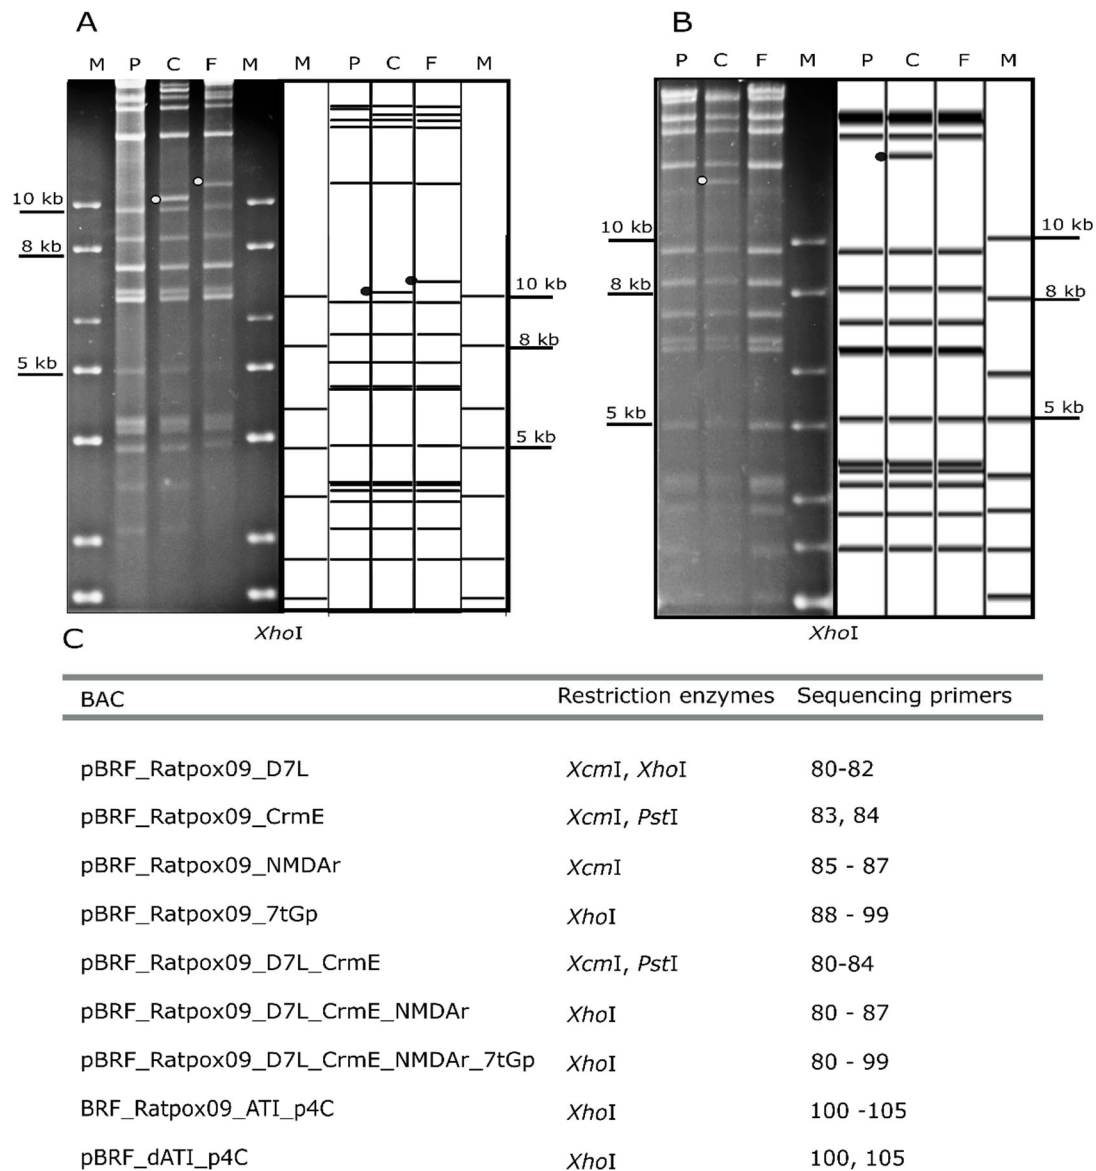 A
B
M P C F M M P C F M
P C F M P C F M
10 kb
8 kb
5 kb
10 kb
8 kb
5 kb
10 kb
8 kb
5 kb
10 kb
8 kb
5 kb
XhoI
XhoI
C
BAC Restriction enzymes Sequencing primers
pBRF_Ratpox09_D7L XcmI, XhoI 80-82
pBRF_Ratpox09_CrmE XcmI, PstI 83, 84
pBRF_Ratpox09_NMDAr XcmI 85 - 87
pBRF_Ratpox09_7tGp XhoI 88 - 99
pBRF_Ratpox09_D7L_CrmE XcmI, PstI 80-84
pBRF_Ratpox09_D7L_CrmE_NMDAr XhoI 80 - 87
pBRF_Ratpox09_D7L_CrmE_NMDAr_7tGp XhoI 80 - 99
BRF_Ratpox09_ATI_p4C XhoI 100 -105
pBRF_dATI_p4C XhoI 100, 105